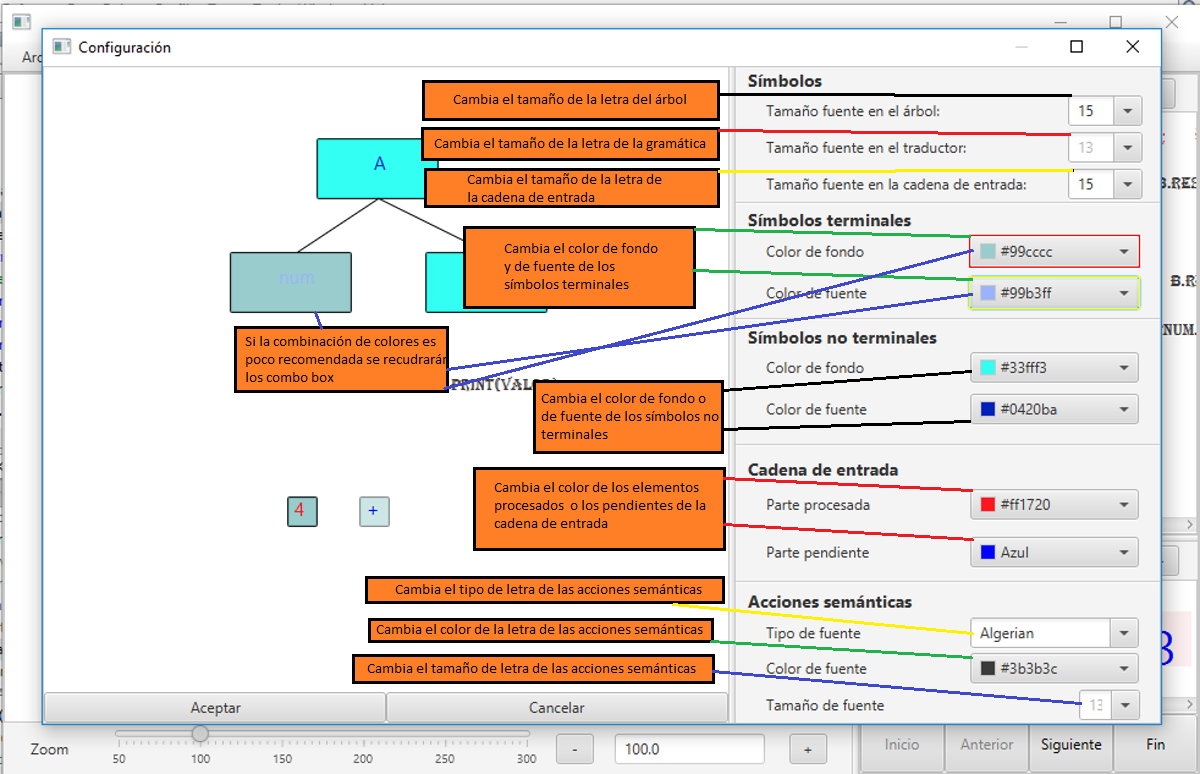 Configuración
Arc
Cambia el tamaño de la letra del árbol
Cambia el tamaño de la letra de la gramática
Cambia el tamaño de la letra de
la cadena de entrada
A
num
Cambia el color de fondo
y de fuente de los
símbolos terminales
Si la combinación de colores es
poco recomendada se recudrarán
los combo box
PRINT(VALOR)
Cambia el color de fondo o
de fuente de los símbolos no
terminales
4
+
Cambia el color de los elementos
procesados o los pendientes de la
cadena de entrada
Cambia el tipo de letra de las acciones semánticas
Cambia el color de la letra de las acciones semánticas
Cambia el tamaño de letra de las acciones semánticas
Aceptar
Cancelar
Símbolos
Tamaño fuente en el árbol:
15
Tamaño fuente en el traductor:
13
Tamaño fuente en la cadena de entrada:
15
Símbolos terminales
Color de fondo
#99cccc
Color de fuente
#99b3ff
Símbolos no terminales
Color de fondo
#33fff3
Color de fuente
#0420ba
Cadena de entrada
Parte procesada
#ff1720
Parte pendiente
Azul
Acciones semánticas
Tipo de fuente
Algerian
Color de fuente
#3b3b3c
Tamaño de fuente
13
B.RES
B.R
NUM.
Zoom
50
100
150
200
250
300
-
100.0
+
Inicio
Anterior
Siguiente
Fin